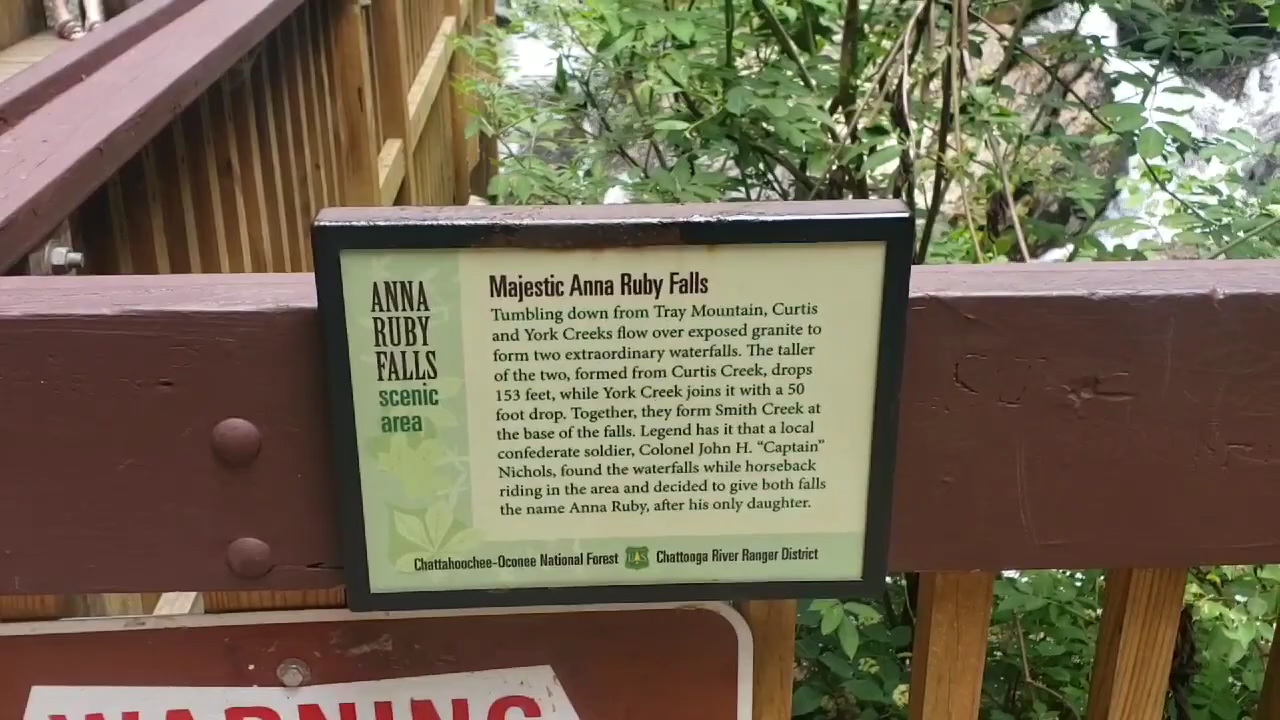 ANNA
RUBY
FALLS
scenic
area
Majestic Anna Ruby Falls
Tumbling down from Tray Mountain, Curtis
and York Creeks flow over exposed granite to
form two extraordinary waterfalls. The taller
of the two, formed from Curtis Creek, drops
153 feet, while York Creek joins it with a 50
foot drop. Together, they form Smith Creek at
the base of the falls. Legend has it that a local
confederate soldier, Colonel John H. “Captain”
Nichols, found the waterfalls while horseback
riding in the area and decided to give both falls
the name Anna Ruby, after his only daughter.
Chattahoochee-Oconee National Forest UAS Chattooga River Ranger District
WARNING